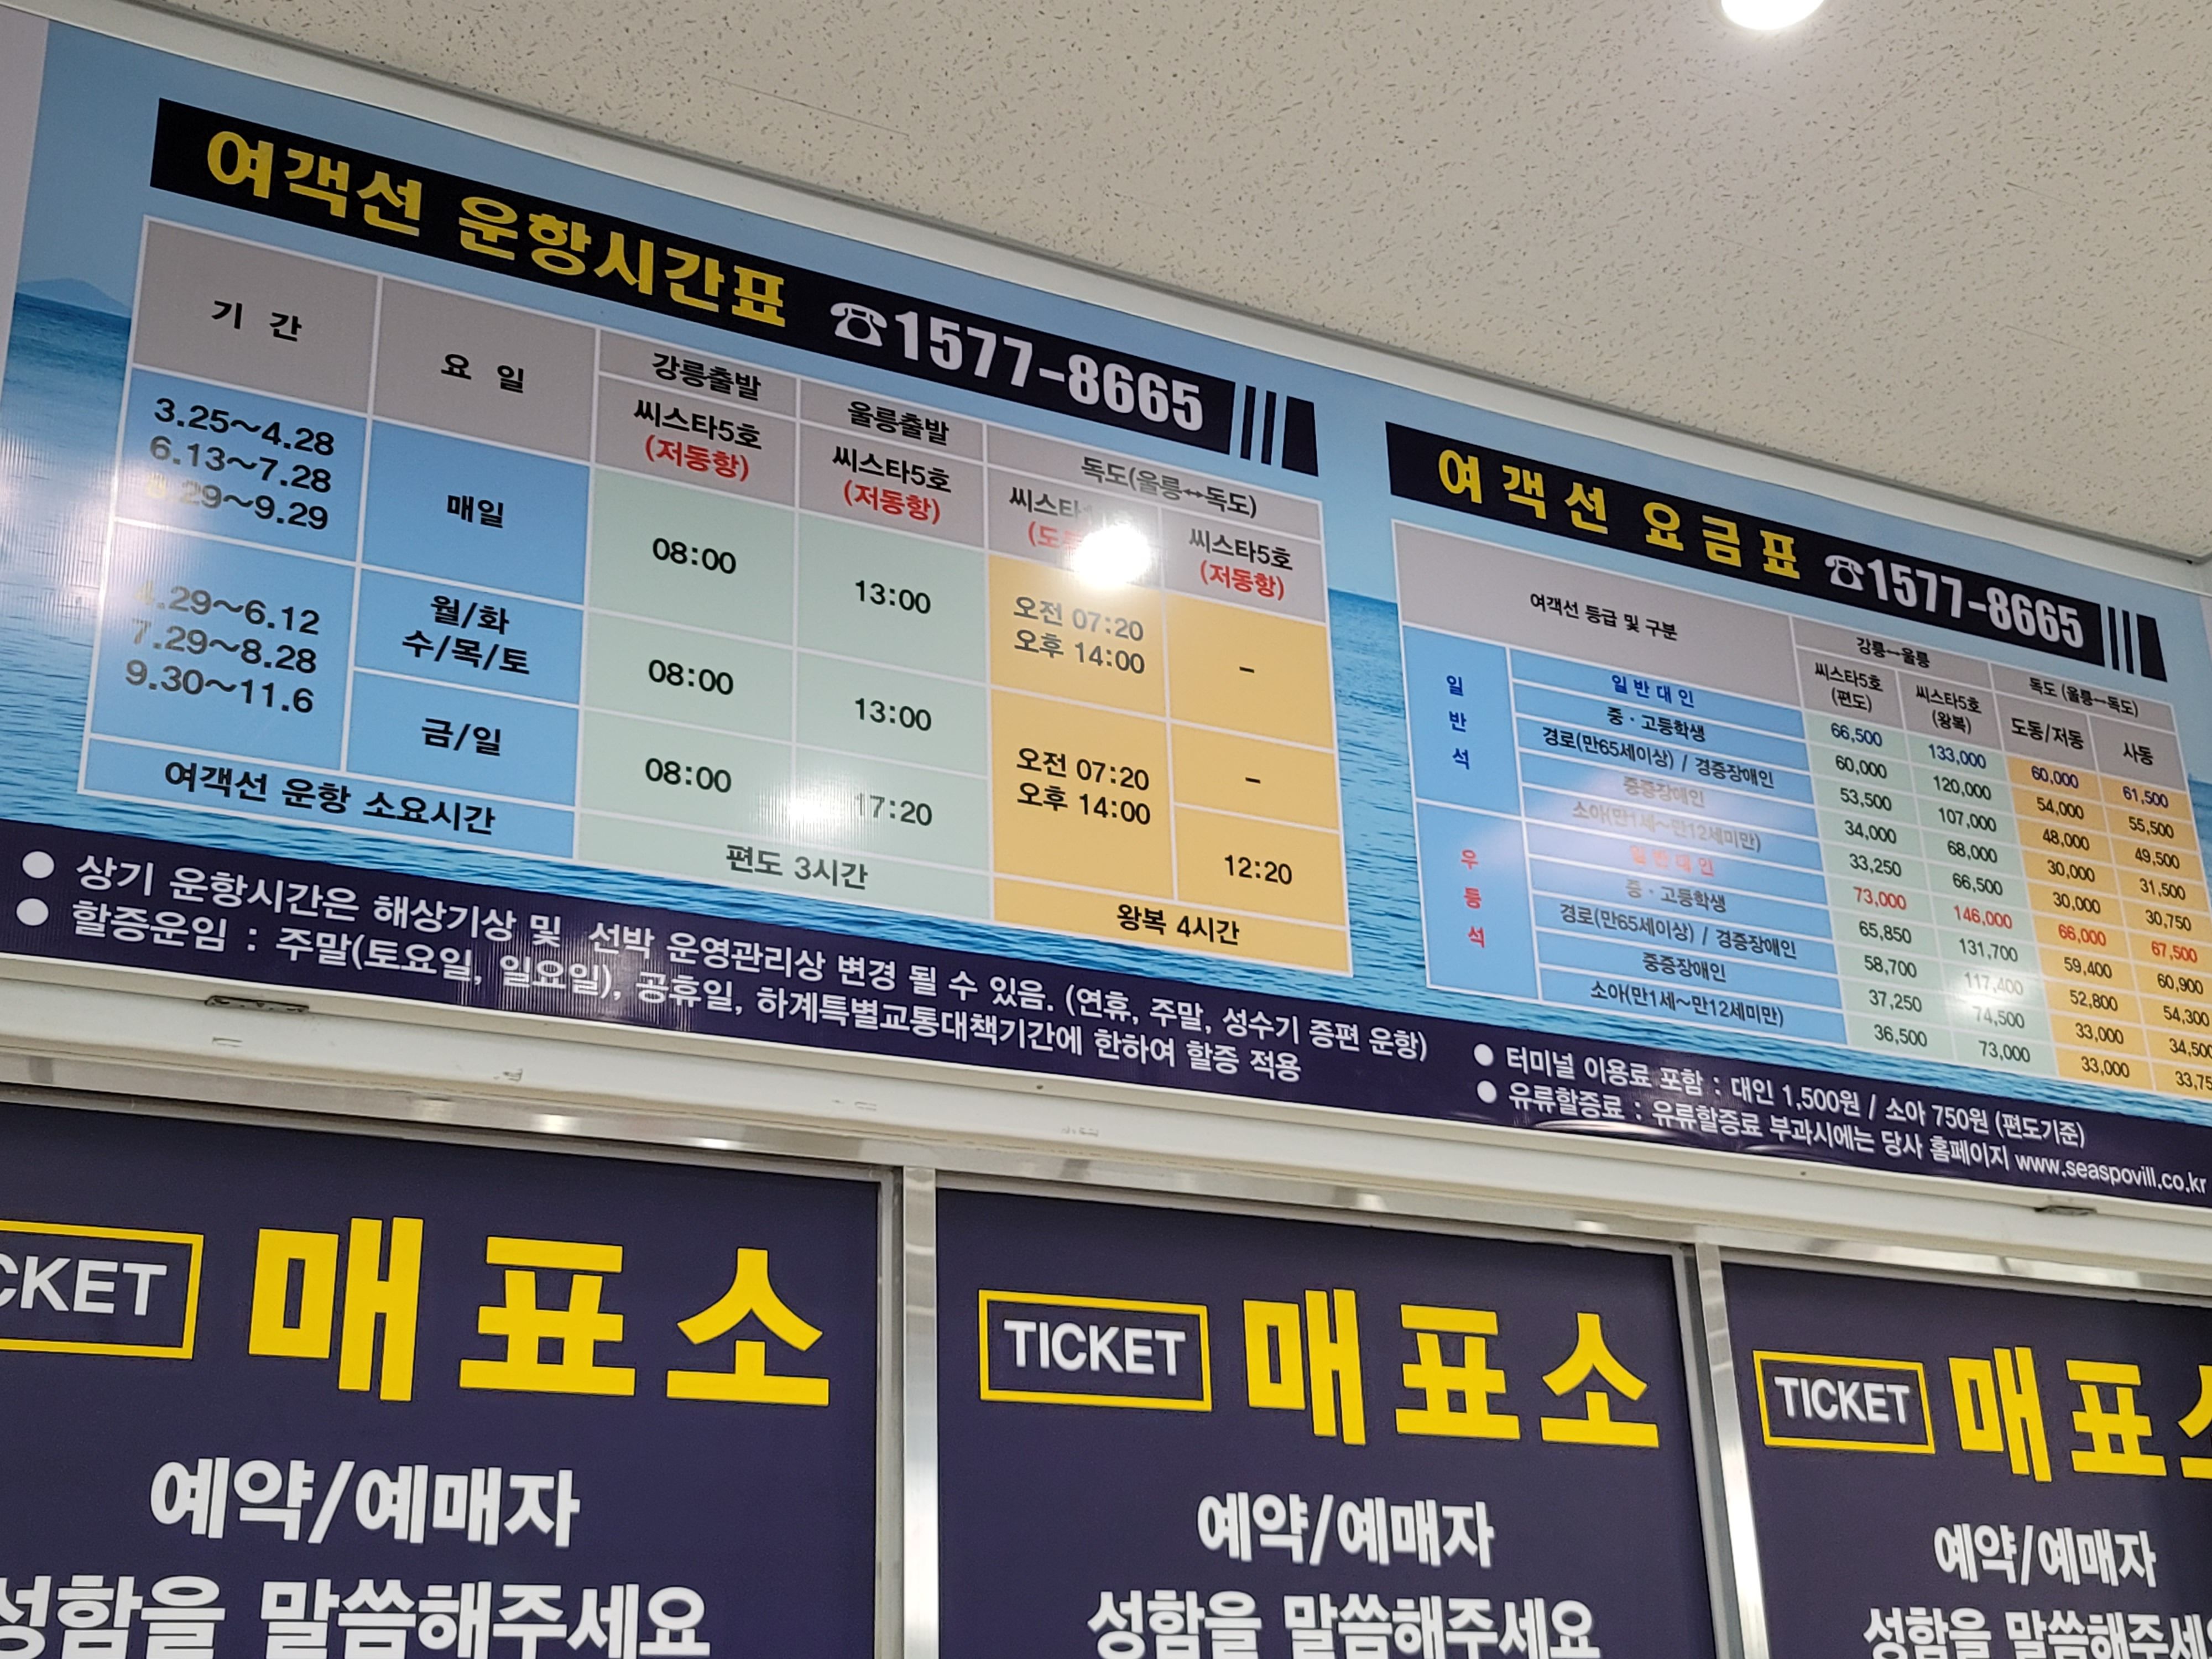 여객선 운항시간표 ☎1577-8665
기 간 요 일 강릉출발 울릉출발 독도(울릉↔독도)
씨스타5호 씨스타5호 씨스타 씨스타5호
(저동항) (저동항) (저동항)
3.25~4.28
6.13~7.28
8.29~9.29
매일 08:00 13:00 오전 07:20 –
오후 14:00
4.29~6.12
7.29~8.28
9.30~11.6
월/화
수/목/토
08:00 13:00 오전 07:20 –
오후 14:00
금/일 08:00 17:20 12:20
여객선 운항 소요시간 편도 3시간 왕복 4시간
● 상기 운항시간은 해상기상 및 선박 운영관리상 변경 될 수 있음. (연휴, 주말, 성수기 증편 운항)
● 할증운임 : 주말(토요일, 일요일), 공휴일, 하계특별교통대책기간에 한하여 할증 적용
여객선 요금표 ☎1577-8665
여객선 등급 및 구분 강릉↔울릉 독도 (울릉↔독도)
씨스타5호 씨스타5호 도동/저동 사동
(편도) (왕복)
일반석
일반대인 66,500 133,000 60,000 61,500
중·고등학생 60,000 120,000 54,000 55,500
경로(만65세이상) / 경증장애인 53,500 107,000 48,000 49,500
중증장애인 34,000 68,000 30,000 31,500
소아(만1세~만12세미만) 33,250 66,500 30,000 30,750
우등석
일반대인 73,000 146,000 66,000 67,500
중·고등학생 65,850 131,700 59,400 60,900
경로(만65세이상) / 경증장애인 58,700 117,400 52,800 54,300
중증장애인 37,250 74,500 33,000 34,500
소아(만1세~만12세미만) 36,500 73,000 33,000 33,75
● 터미널 이용료 포함 : 대인 1,500원 / 소아 750원 (편도기준)
● 유류할증료 : 유류할증료 부과시에는 당사 홈페이지 www.seaspovill.co.kr
CKET 매표소
예약/예매자
성함을 말씀해주세요
TICKET 매표소
예약/예매자
성함을 말씀해주세요
TICKET 매표소
예약/예매자
성함을 말씀해주세